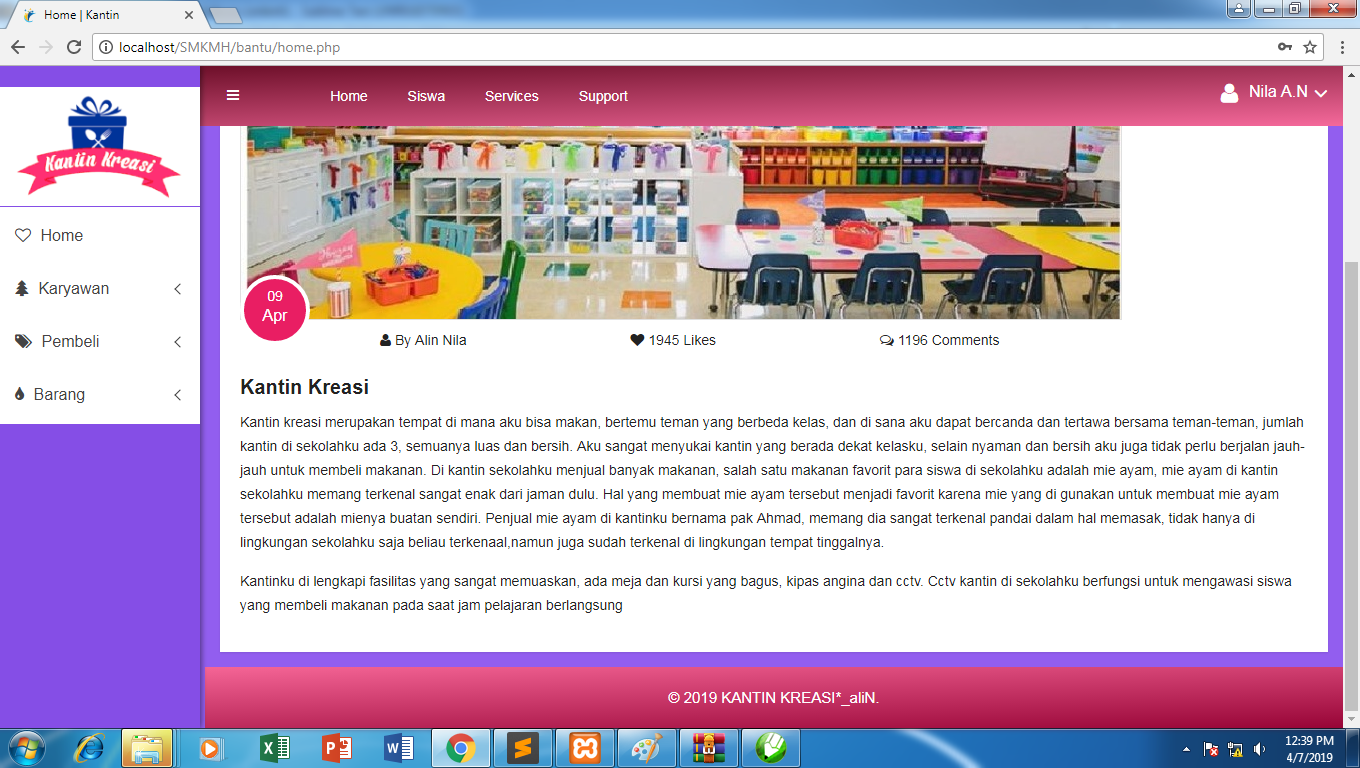 Home | Kantin
localhost/SMKMH/bantu/home.php
Kantin Kreasi
Home
Karyawan
Pembeli
Barang
Home Siswa Services Support
Nila A.N
09
Apr
By Alin Nila 1945 Likes 1196 Comments
Kantin Kreasi
Kantin kreasi merupakan tempat di mana aku bisa makan, bertemu teman yang berbeda kelas, dan di sana aku dapat bercanda dan tertawa bersama teman-teman, jumlah
kantin di sekolahku ada 3, semuanya luas dan bersih. Aku sangat menyukai kantin yang berada dekat kelasku, selain nyaman dan bersih aku juga tidak perlu berjalan jauh-
jauh untuk membeli makanan. Di kantin sekolahku menjual banyak makanan, salah satu makanan favorit para siswa di sekolahku adalah mie ayam, mie ayam di kantin
sekolahku memang terkenal sangat enak dari jaman dulu. Hal yang membuat mie ayam tersebut menjadi favorit karena mie yang di gunakan untuk membuat mie ayam
tersebut adalah mienya buatan sendiri. Penjual mie ayam di kantinku bernama pak Ahmad, memang dia sangat terkenal pandai dalam hal memasak, tidak hanya di
lingkungan sekolahku saja beliau terkenaal,namun juga sudah terkenal di lingkungan tempat tinggalnya.
Kantinku di lengkapi fasilitas yang sangat memuaskan, ada meja dan kursi yang bagus, kipas angina dan cctv. Cctv kantin di sekolahku berfungsi untuk mengawasi siswa
yang membeli makanan pada saat jam pelajaran berlangsung
© 2019 KANTIN KREASI*_aliN.
12:39 PM
4/7/2019